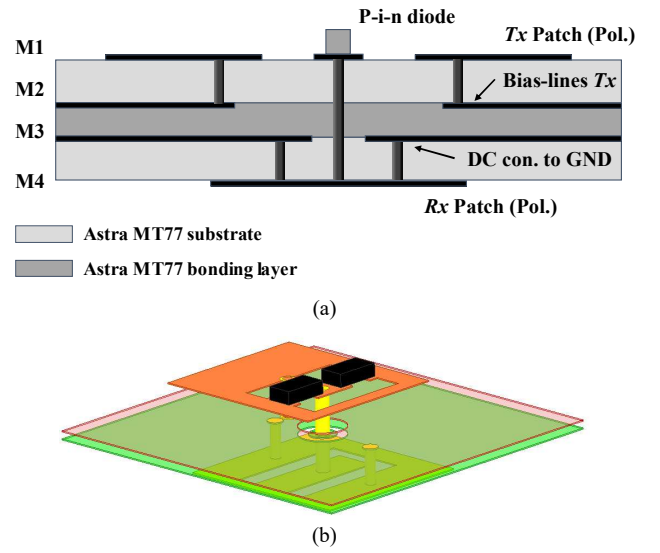 P-i-n diode
M1
Tx Patch (Pol.)
M2
Bias-lines Tx
M3
DC con. to GND
M4
Rx Patch (Pol.)
Astra MT77 substrate
Astra MT77 bonding layer
(a)
(b)